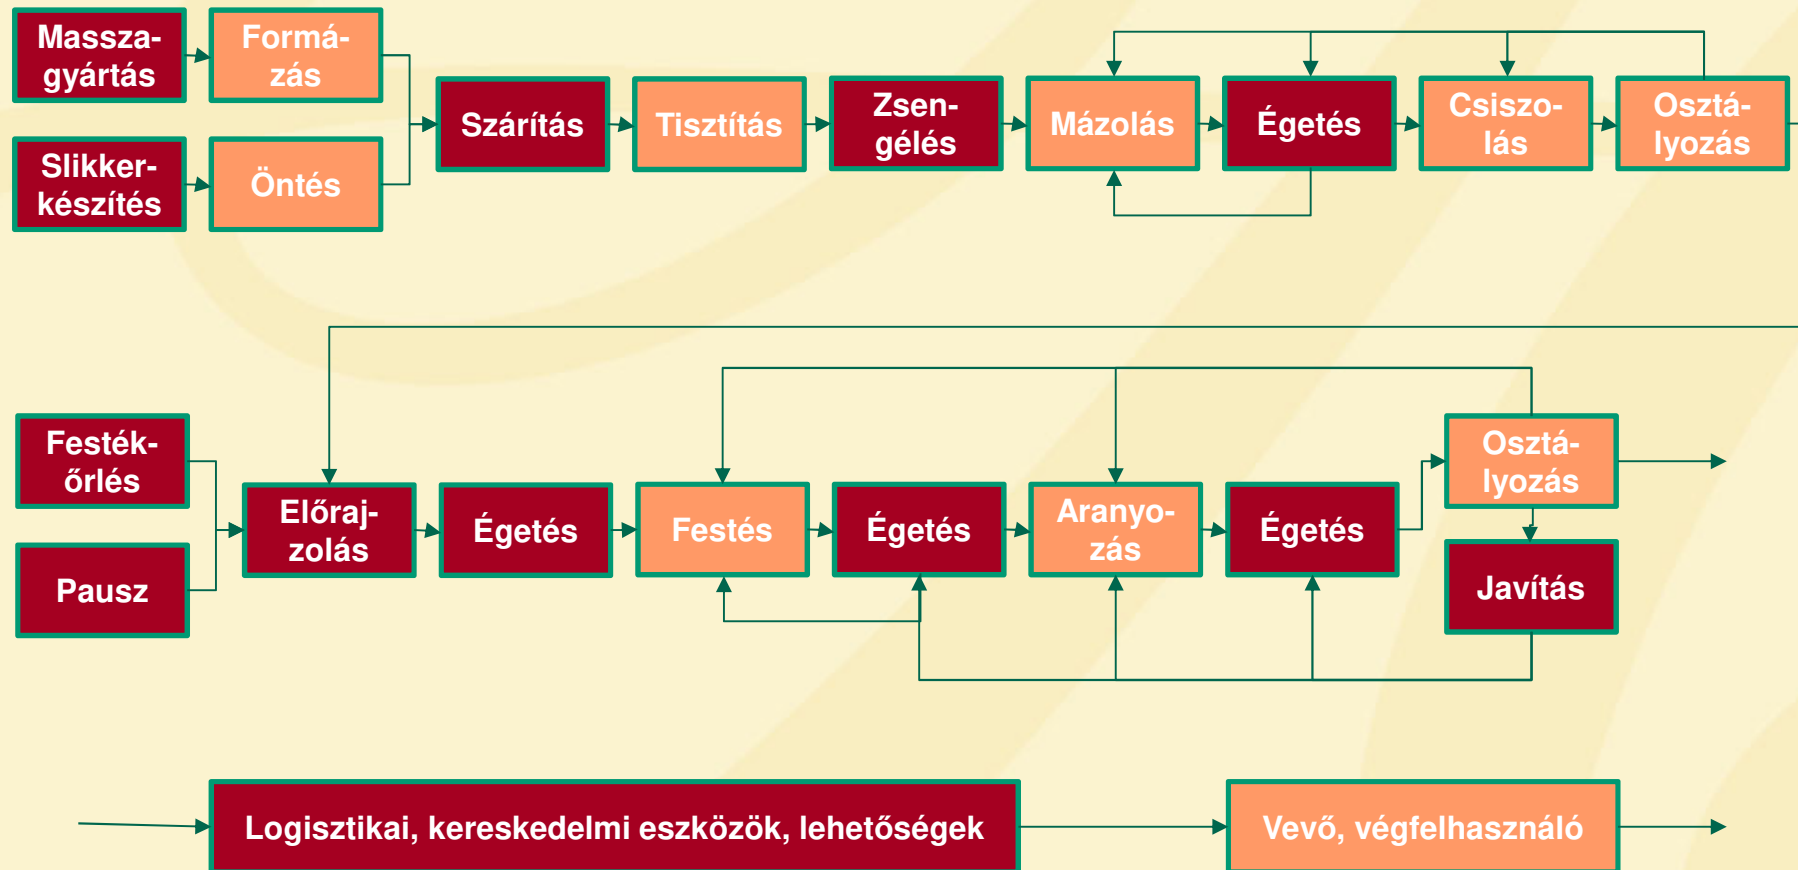 Massza-
gyártás
Formá-
zás
Slikker-
készítés
Öntés
Szárítás
Tisztítás
Zsen-
gélés
Mázolás
Égetés
Csiszo-
lás
Osztá-
lyozás
Festék-
őrlés
Pausz
Előraj-
zolás
Égetés
Festés
Égetés
Aranyo-
zás
Égetés
Osztá-
lyozás
Javítás
Logisztikai, kereskedelmi eszközök, lehetőségek
Vevő, végfelhasználó